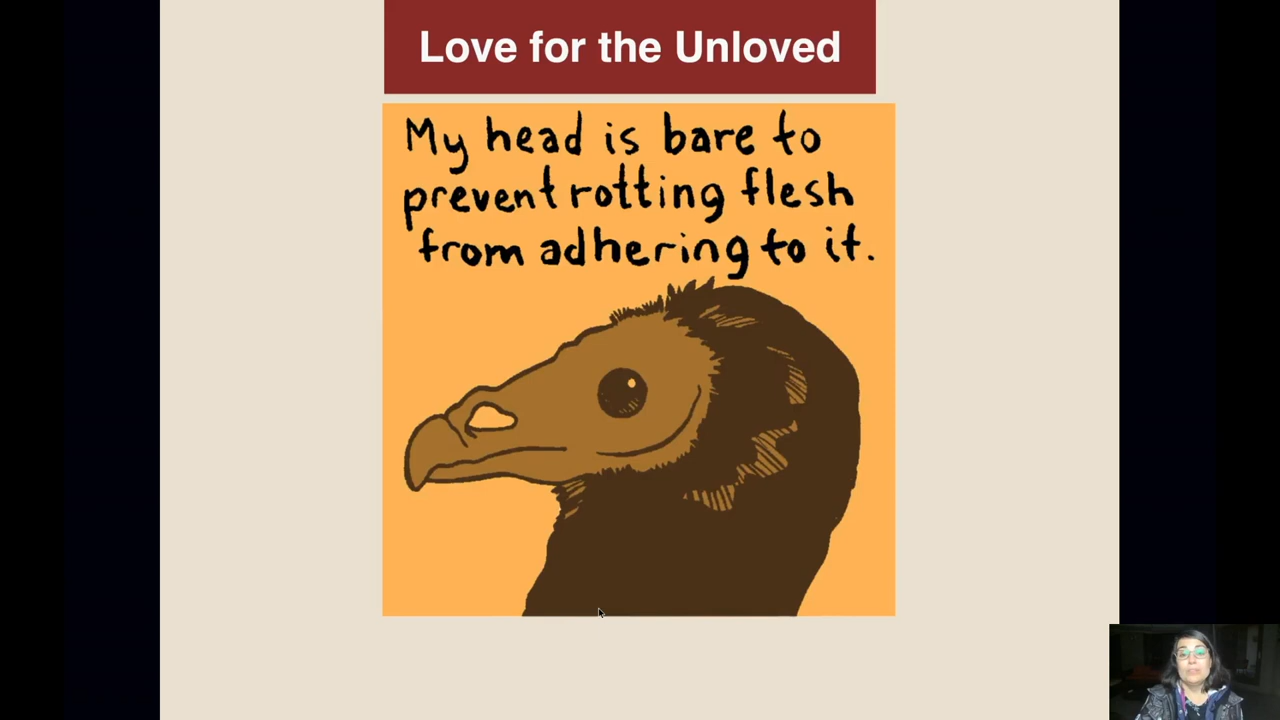 Love for the Unloved
My head is bare to
prevent rotting flesh
from adhering to it.